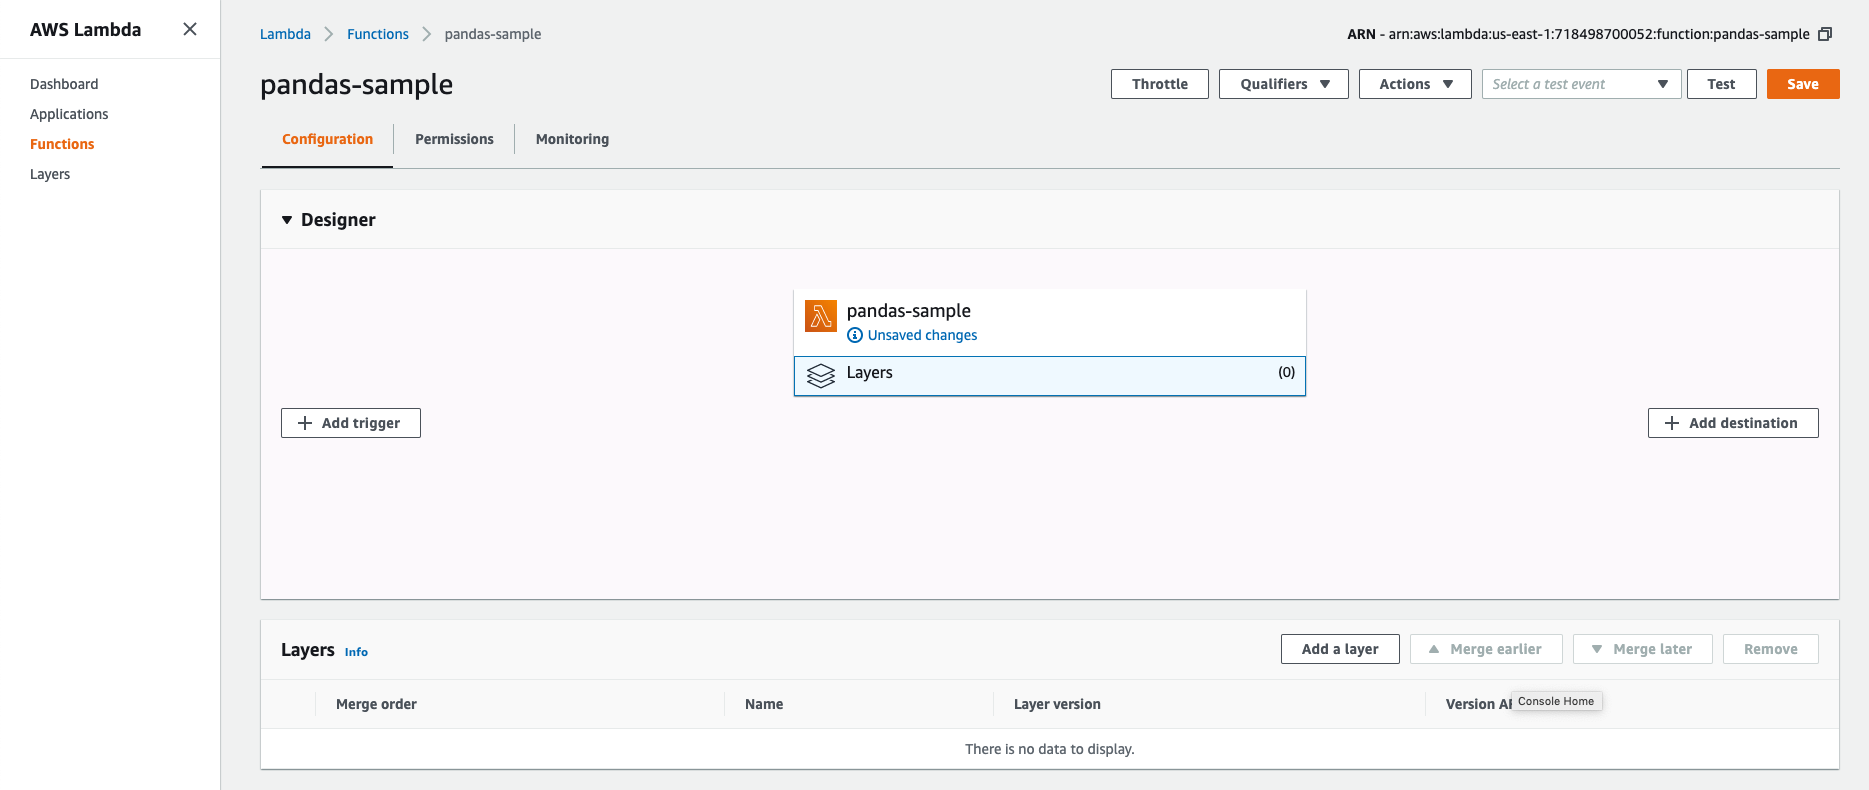 AWS Lambda
Dashboard
Applications
Functions
Layers
Lambda Functions pandas-sample
ARN - arn:aws:lambda:us-east-1:718498700052:function:pandas-sample
pandas-sample
Throttle Qualifiers Actions Select a test event Test Save
Configuration Permissions Monitoring
Designer
pandas-sample
Unsaved changes
Layers (0)
Add trigger Add destination
Layers Info Add a layer Merge earlier Merge later Remove
Merge order Name Layer version Version
Console Home
There is no data to display.